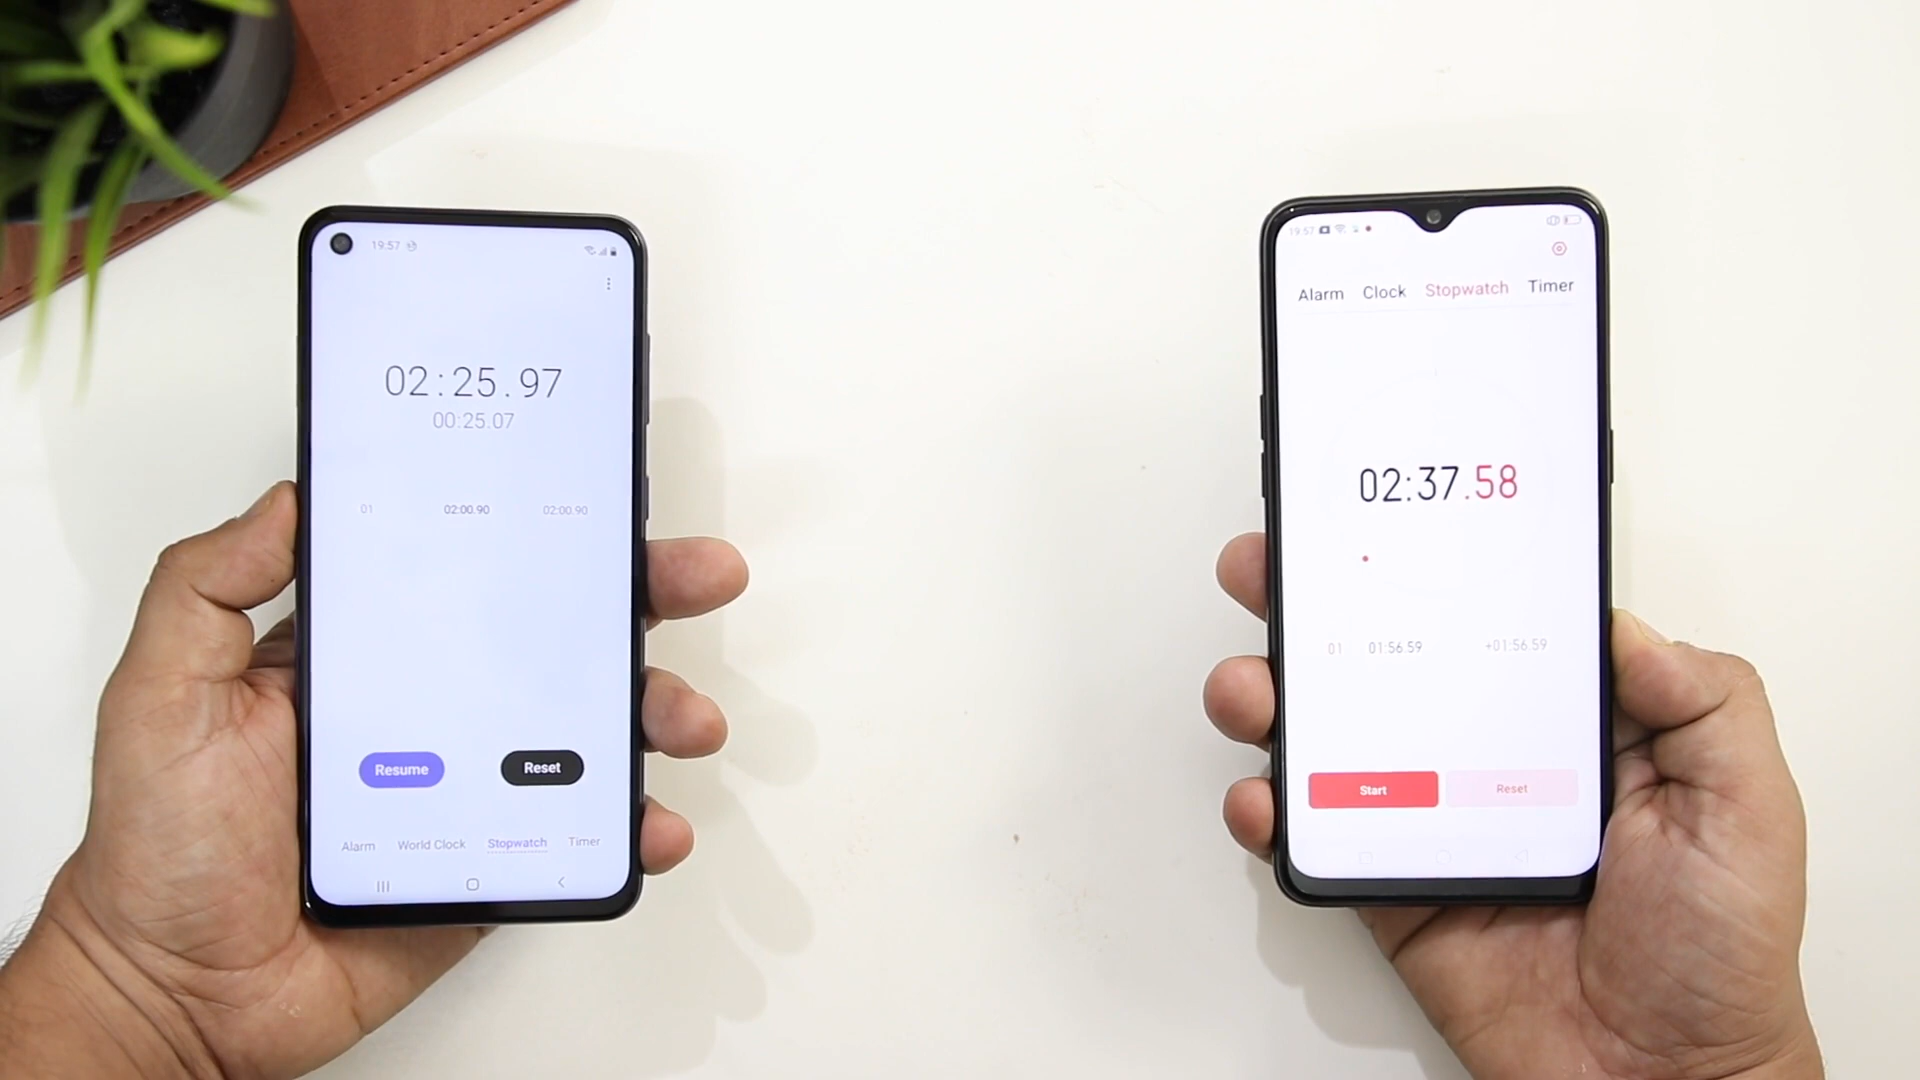 19:57
02:25.97
00:25.07
01 02:00.90 02:00.90
Resume Reset
Alarm World Clock Stopwatch Timer
19:57
Alarm Clock Stopwatch Timer
02:37.58
01 01:56.59 +01:56.59
Start Reset